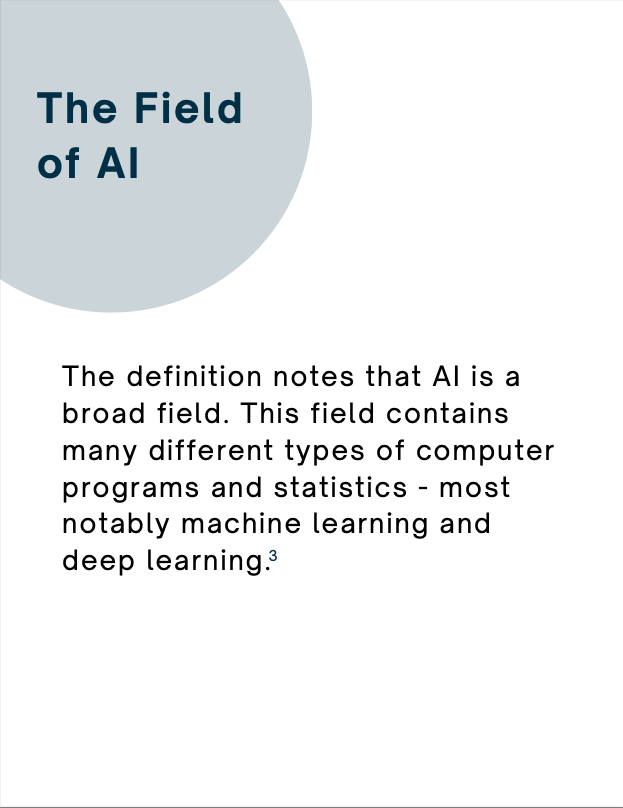 The Field
of AI
The definition notes that AI is a
broad field. This field contains
many different types of computer
programs and statistics - most
notably machine learning and
deep learning.³